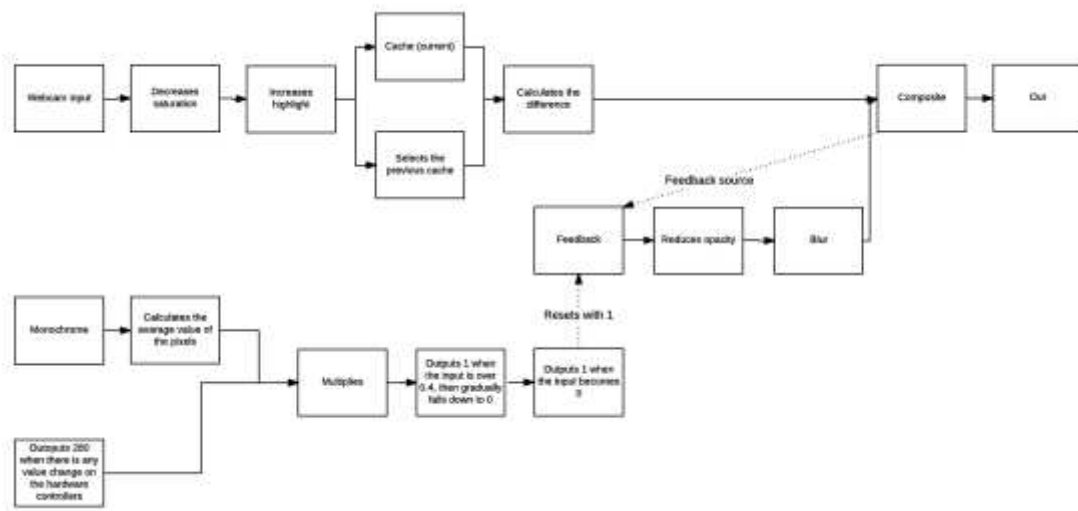 Cache (current)
Webcam input
Decreases
saturation
Increases
highlight
Calculates the
difference
Composite
Out
Selects the
previous cache
Feedback source
Feedback
Reduces opacity
Blur
Resets with 1
Monochrome
Calculates the
average value of
the pixels
Multiplies
Outputs 1 when
the input is over
0.4, then gradually
falls down to 0
Outputs 1 when
the input becomes
0
when there is any
value change on
the hardware
controllers